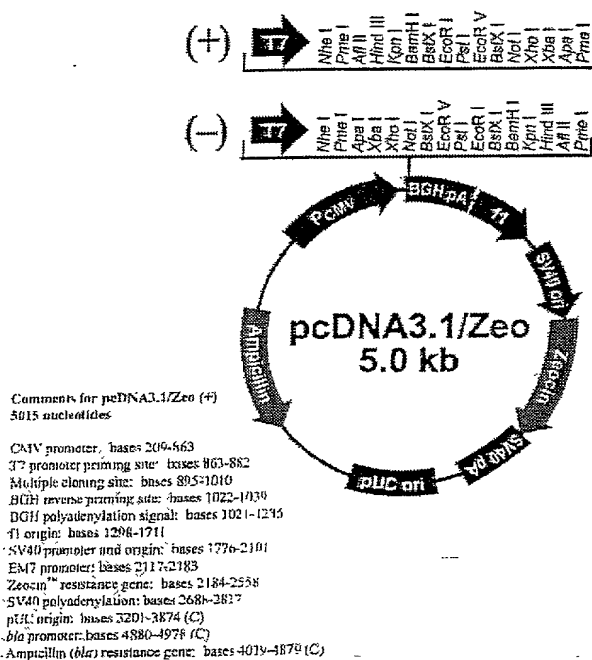 (+) T7 Nhe I Pme I Afl II Hind III Kpn I BamH I BstX I EcoR I Pst I EcoR V BstX I Not I Xho I Xba I Apa I Pme I
(−) T7 Nhe I Pme I Apa I Xba I Xho I Not I BstX I EcoR V Pst I EcoR I BstX I BamH I Kpn I Hind III Afl II Pme I
PCMV
BGH pA
f1
SV40 ori
Zeocin
SV40 pA
pUC ori
Ampicillin
pcDNA3.1/Zeo
5.0 kb
Comments for pcDNA3.1/Zeo (+)
5015 nucleotides
CMV promoter: bases 209-863
T7 promoter priming site: bases 863-882
Multiple cloning site: bases 895-1010
BGH reverse priming site: bases 1022-1039
BGH polyadenylation signal: bases 1021-1235
f1 origin: bases 1298-1711
SV40 promoter and origin: bases 1776-2101
EM7 promoter: bases 2117-2183
Zeocin™ resistance gene: bases 2184-2558
SV40 polyadenylation: bases 2688-2817
pUC origin: bases 3201-3874 (C)
bla promoter: bases 4880-4978 (C)
Ampicillin (bla) resistance gene: bases 4019-4879 (C)